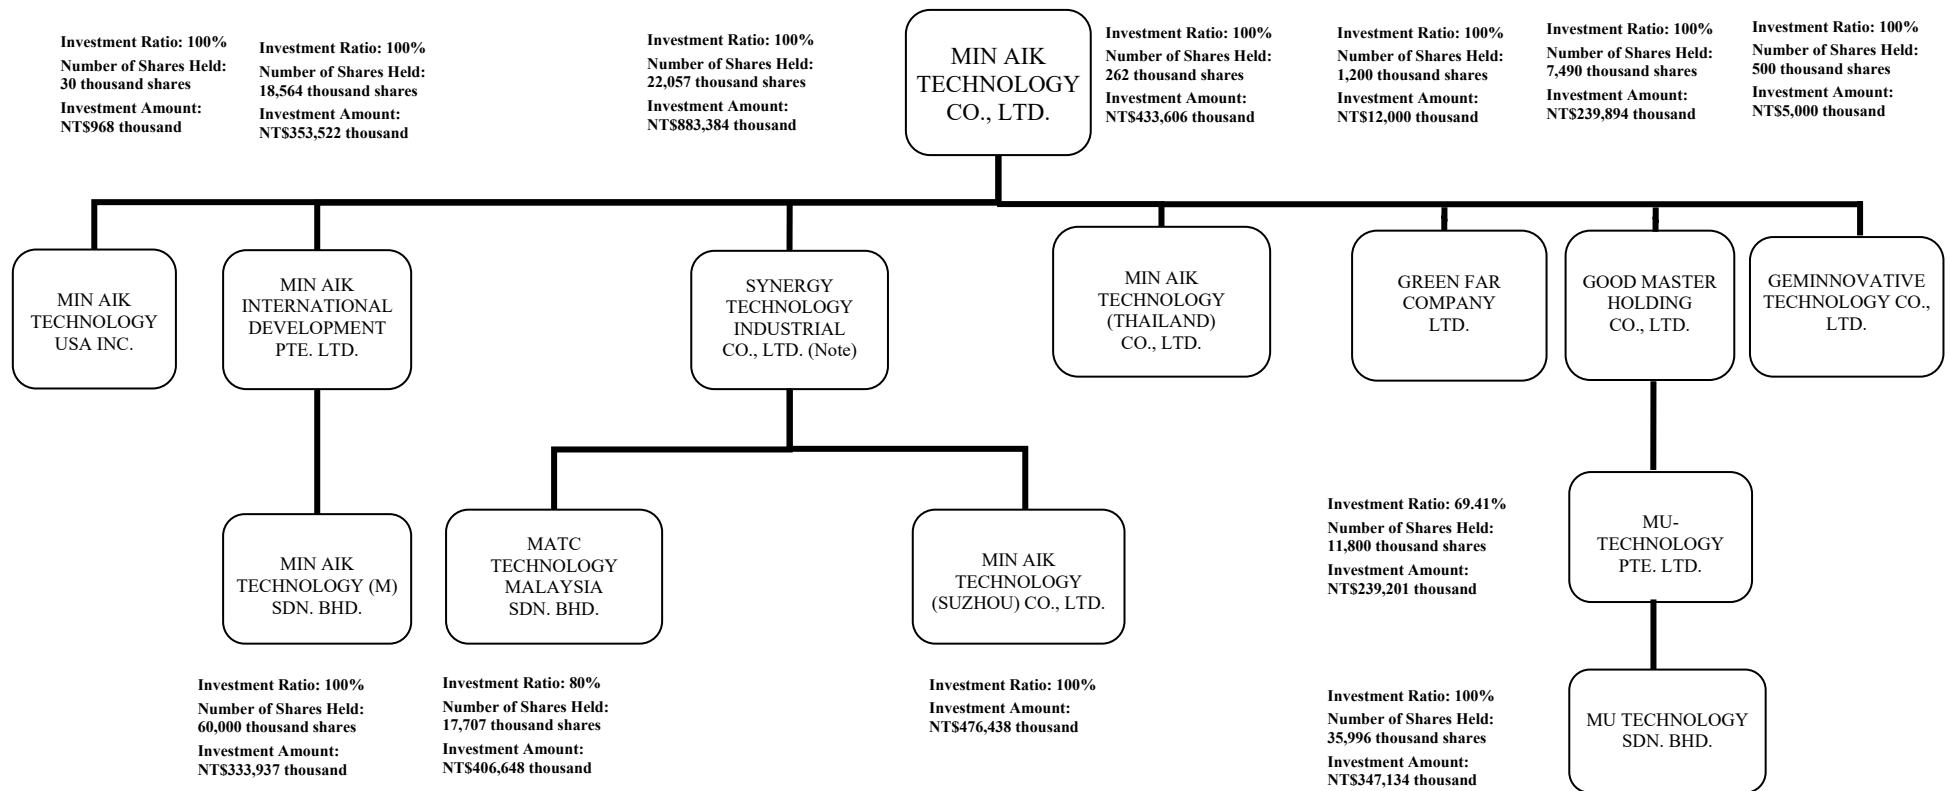 Investment Ratio: 100%
Number of Shares Held:
30 thousand shares
Investment Amount:
NT$968 thousand
Investment Ratio: 100%
Number of Shares Held:
18,564 thousand shares
Investment Amount:
NT$353,522 thousand
Investment Ratio: 100%
Number of Shares Held:
22,057 thousand shares
Investment Amount:
NT$883,384 thousand
MIN AIK
TECHNOLOGY
CO., LTD.
Investment Ratio: 100%
Number of Shares Held:
262 thousand shares
Investment Amount:
NT$433,606 thousand
Investment Ratio: 100%
Number of Shares Held:
1,200 thousand shares
Investment Amount:
NT$12,000 thousand
Investment Ratio: 100%
Number of Shares Held:
7,490 thousand shares
Investment Amount:
NT$239,894 thousand
Investment Ratio: 100%
Number of Shares Held:
500 thousand shares
Investment Amount:
NT$5,000 thousand
MIN AIK
TECHNOLOGY
USA INC.
MIN AIK
INTERNATIONAL
DEVELOPMENT
PTE. LTD.
SYNERGY
TECHNOLOGY
INDUSTRIAL
CO., LTD. (Note)
MIN AIK
TECHNOLOGY
(THAILAND)
CO., LTD.
GREEN FAR
COMPANY
LTD.
GOOD MASTER
HOLDING
CO., LTD.
GEMINNOVATIVE
TECHNOLOGY CO.,
LTD.
MIN AIK
TECHNOLOGY (M)
SDN. BHD.
MATC
TECHNOLOGY
MALAYSIA
SDN. BHD.
MIN AIK
TECHNOLOGY
(SUZHOU) CO., LTD.
Investment Ratio: 69.41%
Number of Shares Held:
11,800 thousand shares
Investment Amount:
NT$239,201 thousand
MU-
TECHNOLOGY
PTE. LTD.
Investment Ratio: 100%
Number of Shares Held:
60,000 thousand shares
Investment Amount:
NT$333,937 thousand
Investment Ratio: 80%
Number of Shares Held:
17,707 thousand shares
Investment Amount:
NT$406,648 thousand
Investment Ratio: 100%
Investment Amount:
NT$476,438 thousand
Investment Ratio: 100%
Number of Shares Held:
35,996 thousand shares
Investment Amount:
NT$347,134 thousand
MU TECHNOLOGY
SDN. BHD.